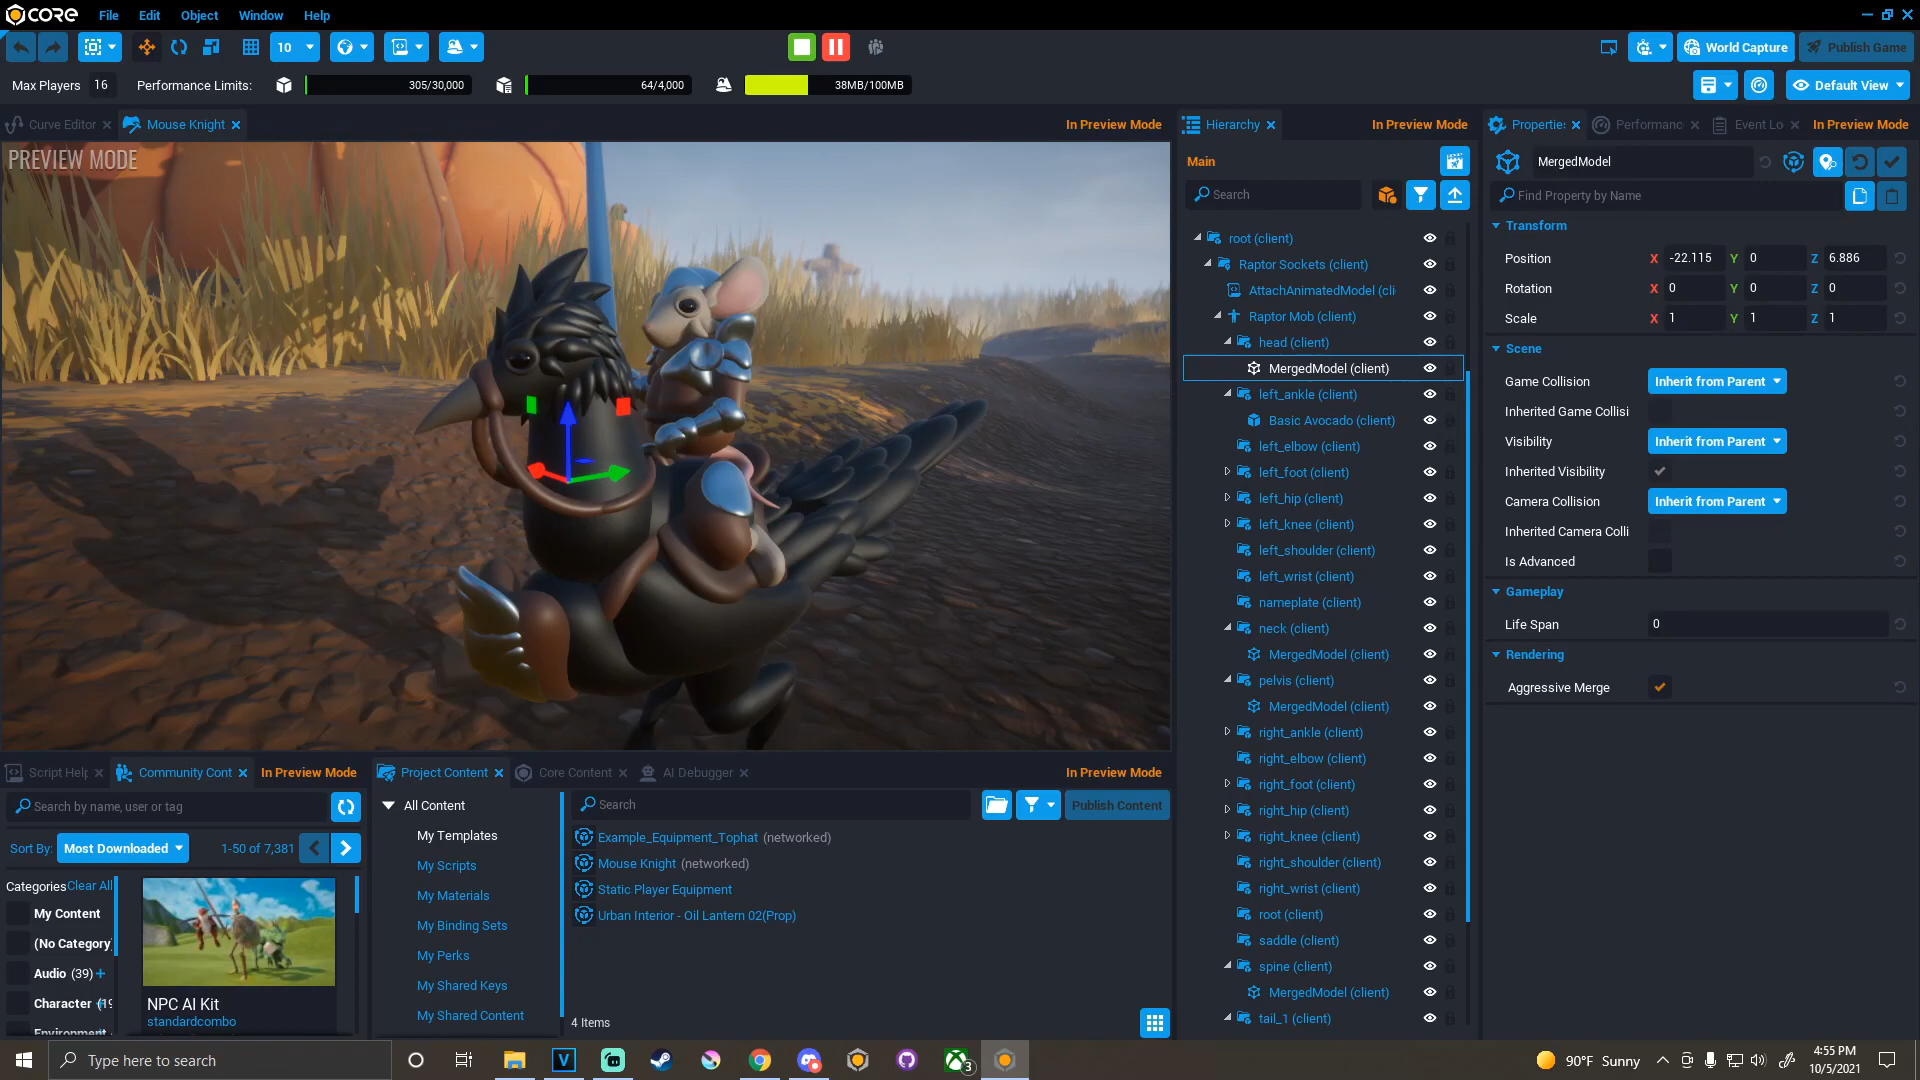 CORE
File
Edit
Object
Window
Help
10
World Capture
Publish Game
Max Players
16
Performance Limits:
305/30,000
64/4,000
38MB/100MB
Default View
Curve Editor
Mouse Knight
In Preview Mode
PREVIEW MODE
Hierarchy
In Preview Mode
Main
Search
root (client)
Raptor Sockets (client)
AttachAnimatedModel (cli
Raptor Mob (client)
head (client)
MergedModel (client)
left_ankle (client)
Basic Avocado (client)
left_elbow (client)
left_foot (client)
left_hip (client)
left_knee (client)
left_shoulder (client)
left_wrist (client)
nameplate (client)
neck (client)
MergedModel (client)
pelvis (client)
MergedModel (client)
right_ankle (client)
right_elbow (client)
right_foot (client)
right_hip (client)
right_knee (client)
right_shoulder (client)
right_wrist (client)
root (client)
saddle (client)
spine (client)
MergedModel (client)
tail_1 (client)
Propertie
Performanc
Event Lo
In Preview Mode
MergedModel
Find Property by Name
Transform
Position
X -22.115 Y 0 Z 6.886
Rotation
X 0 Y 0 Z 0
Scale
X 1 Y 1 Z 1
Scene
Game Collision
Inherit from Parent
Inherited Game Collisi
Visibility
Inherit from Parent
Inherited Visibility
Camera Collision
Inherit from Parent
Inherited Camera Colli
Is Advanced
Gameplay
Life Span
0
Rendering
Aggressive Merge
Script Help
Community Cont
In Preview Mode
Search by name, user or tag
Sort By:
Most Downloaded
1-50 of 7,381
Categories
Clear All
My Content
(No Category
Audio (39) +
Character
Environment
NPC AI Kit
standardcombo
Project Content
Core Content
AI Debugger
In Preview Mode
All Content
My Templates
My Scripts
My Materials
My Binding Sets
My Perks
My Shared Keys
My Shared Content
Search
Publish Content
Example_Equipment_Tophat (networked)
Mouse Knight (networked)
Static Player Equipment
Urban Interior - Oil Lantern 02(Prop)
4 Items
Type here to search
V
3
90°F Sunny
4:55 PM
10/5/2021